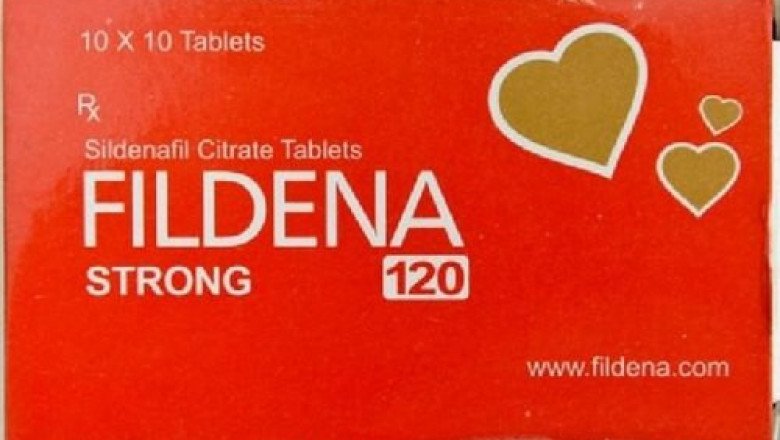 10 X 10 Tablets
Rx
Sildenafil Citrate Tablets
FILDENA
STRONG 120
www.fildena.com